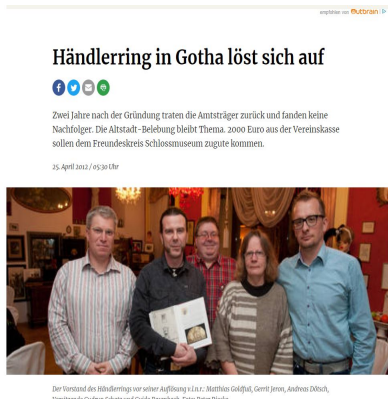 empfohlen von Outbrain
Händlerring in Gotha löst sich auf
Zwei Jahre nach der Gründung traten die Amtsträger zurück und fanden keine
Nachfolger. Die Altstadt-Belebung bleibt Thema. 2000 Euro aus der Vereinskasse
sollen dem Freundeskreis Schlossmuseum zugute kommen.
25. April 2012 / 05:30 Uhr
Der Vorstand des Händlerrings vor seiner Auflösung v.l.n.r.: Matthias Goldfuß, Gerrit Jeron, Andreas Dötsch,